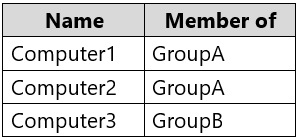 Name Member of
Computer1 GroupA
Computer2 GroupA
Computer3 GroupB